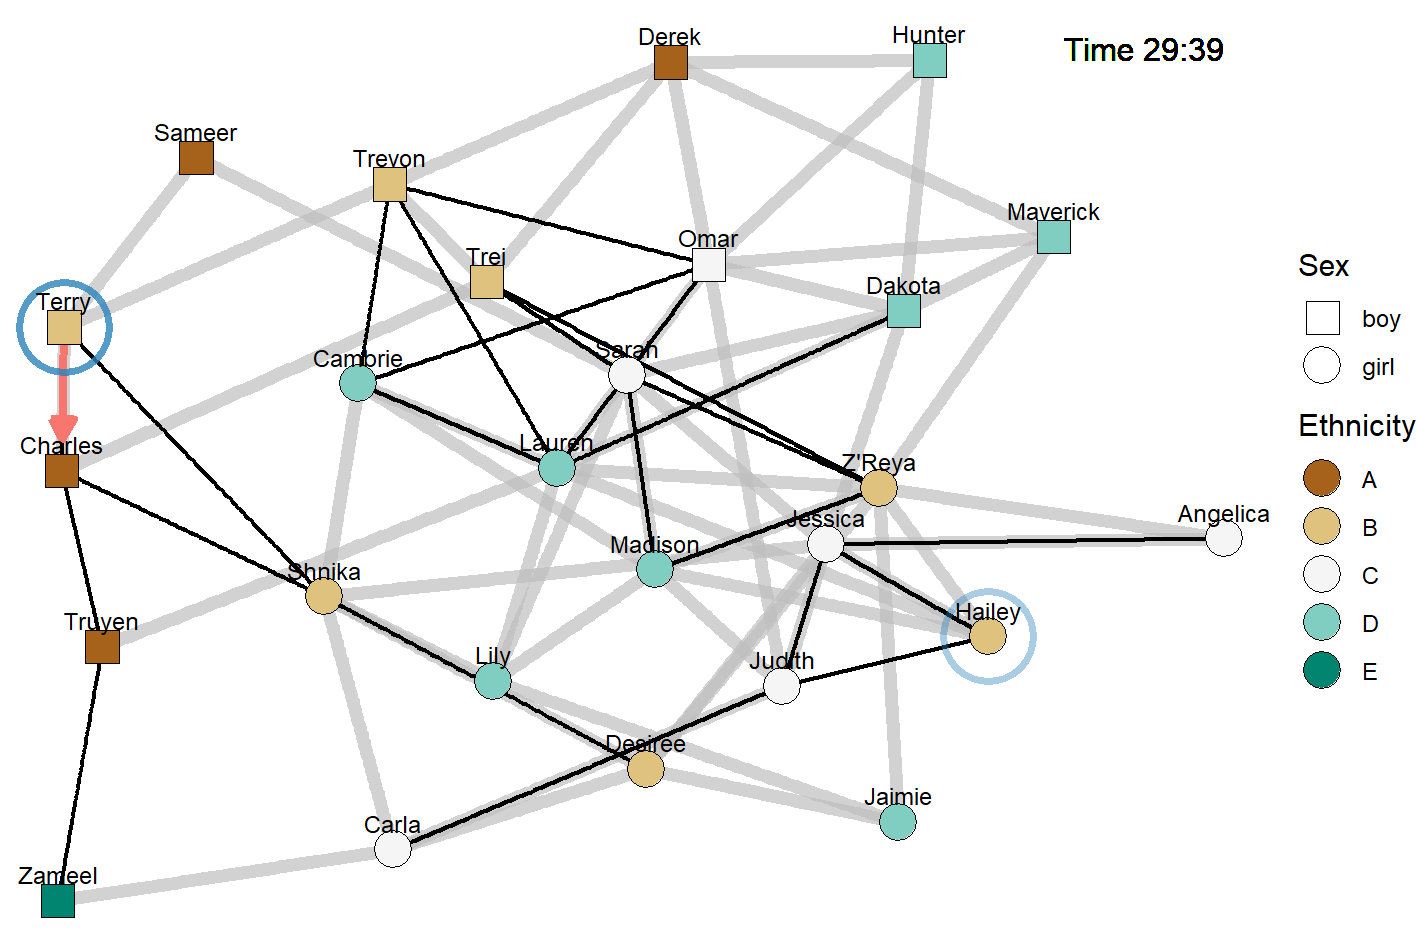 Derek
Hunter
Time 29:39
Sameer
Trevon
Maverick
Omar
Trei
Dakota
Terry
Sarah
Cambrie
Charles
Lauren
Z'Reya
Jessica
Angelica
Madison
Shnika
Hailey
Truyen
Lily
Judith
Desiree
Jaimie
Carla
Zameel
Sex
boy
girl
Ethnicity
A
B
C
D
E